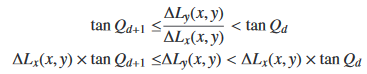 tan Q_{d+1} ≤ ΔL_y(x, y) / ΔL_x(x, y) < tan Q_d
ΔL_x(x, y) × tan Q_{d+1} ≤ΔL_y(x, y) < ΔL_x(x, y) × tan Q_d